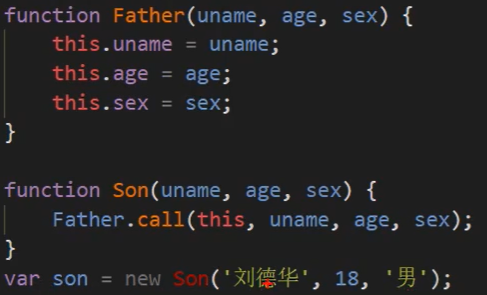 function Father(uname, age, sex) {
    this.uname = uname;
    this.age = age;
    this.sex = sex;
}
function Son(uname, age, sex) {
    Father.call(this, uname, age, sex);
}
var son = new Son('刘德华', 18, '男');